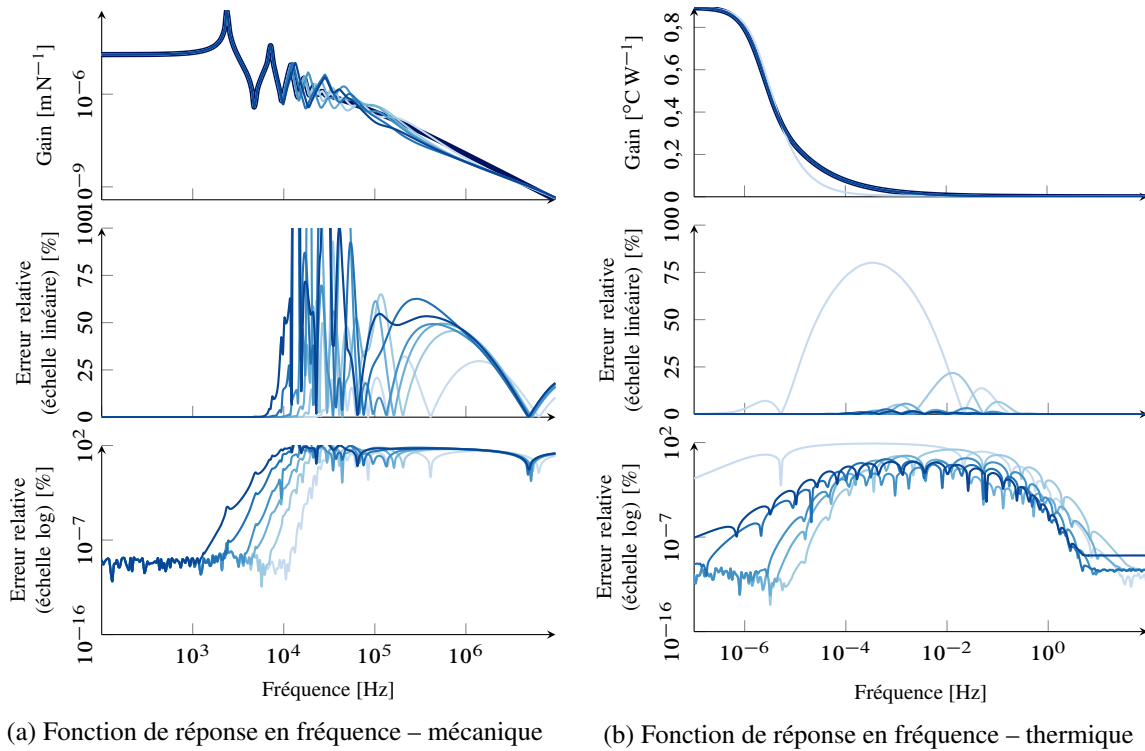 Gain [m N−1]
10−6
10−9
Erreur relative
(échelle linéaire) [%]
100
75
50
25
0
Erreur relative
(échelle log) [%]
10²
10−7
10−16
10³
10⁴
10⁵
10⁶
Fréquence [Hz]
(a) Fonction de réponse en fréquence – mécanique
Gain [°C W−1]
0,8
0,6
0,4
0,2
0
Erreur relative
(échelle linéaire) [%]
100
75
50
25
0
Erreur relative
(échelle log) [%]
10²
10−7
10−16
10−6
10−4
10−2
10⁰
Fréquence [Hz]
(b) Fonction de réponse en fréquence – thermique